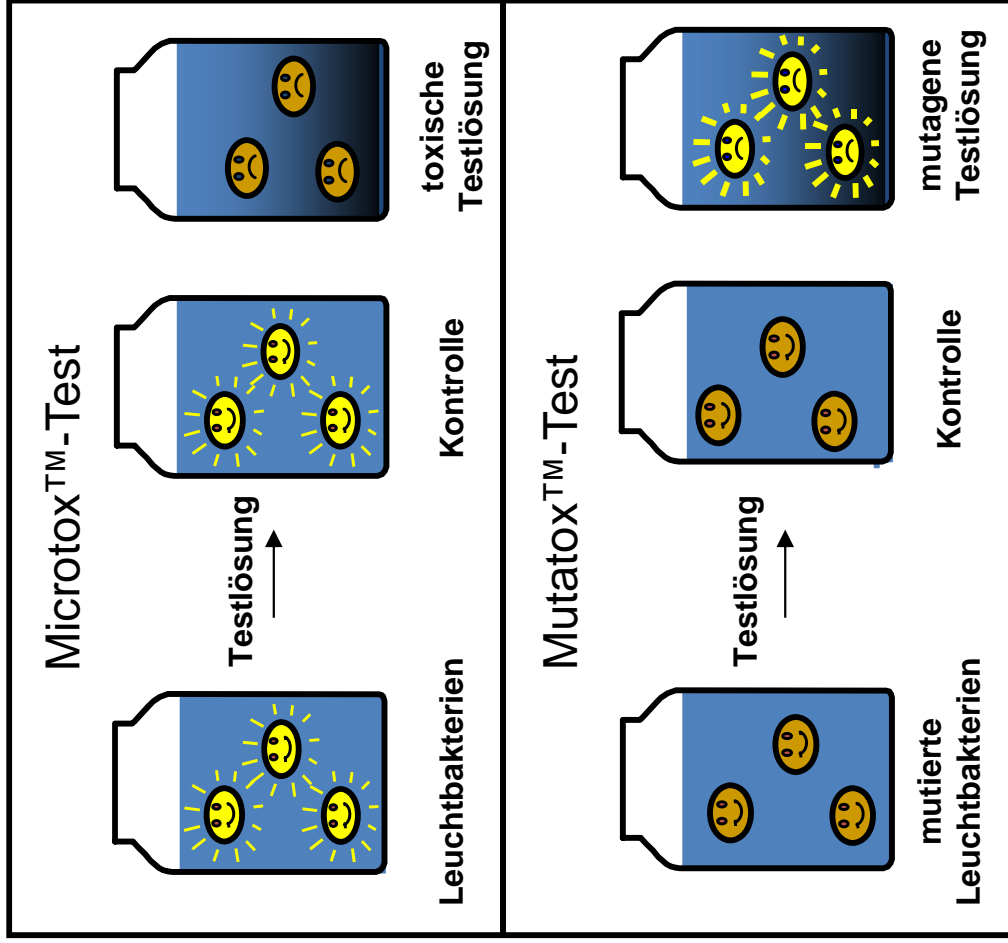 Microtox™-Test
Testlösung
Leuchtbakterien
Kontrolle
toxische
Testlösung
Mutatox™-Test
Testlösung
mutierte
Leuchtbakterien
Kontrolle
mutagene
Testlösung